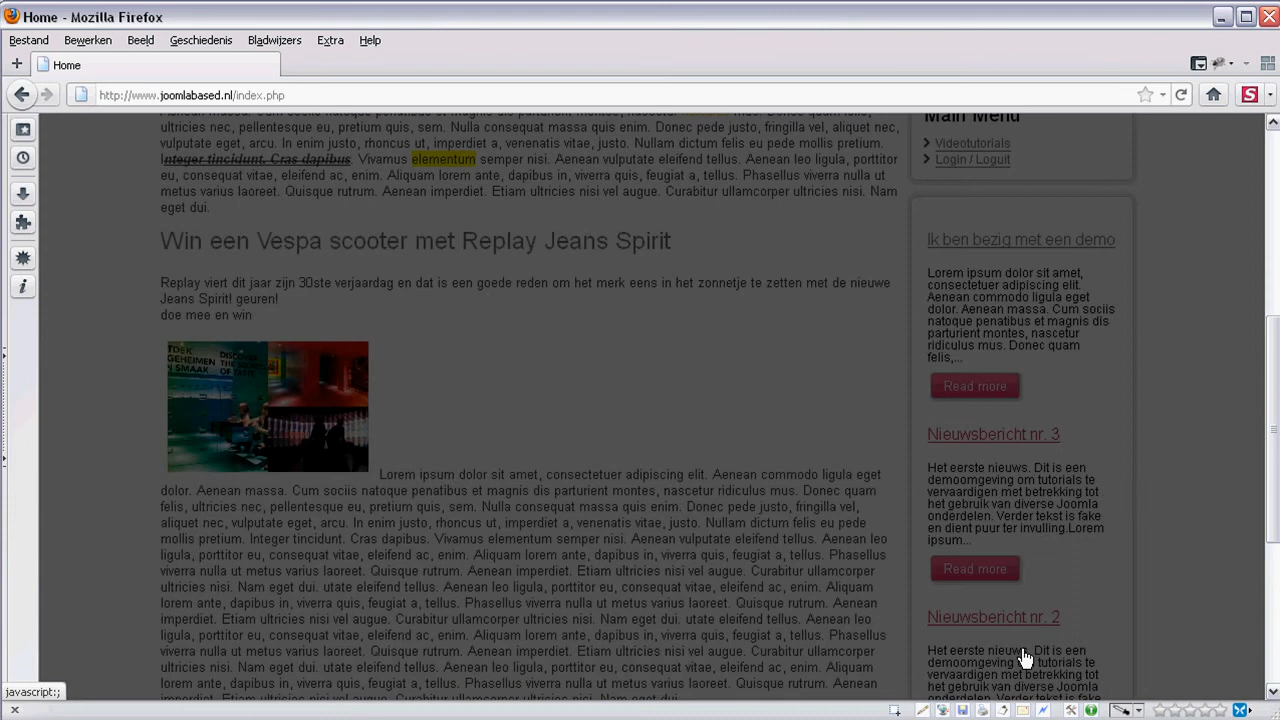 Home - Mozilla Firefox
Bestand Bewerken Beeld Geschiedenis Bladwijzers Extra Help
Home
http://www.joomlabased.nl/index.php
ultricies nec, pellentesque eu, pretium quis, sem. Nulla consequat massa quis enim. Donec pede justo, fringilla vel, aliquet nec,
vulputate eget, arcu. In enim justo, rhoncus ut, imperdiet a, venenatis vitae, justo. Nullam dictum felis eu pede mollis pretium.
Integer tincidunt. Cras dapibus. Vivamus elementum semper nisi. Aenean vulputate eleifend tellus. Aenean leo ligula, porttitor
eu, consequat vitae, eleifend ac, enim. Aliquam lorem ante, dapibus in, viverra quis, feugiat a, tellus. Phasellus viverra nulla ut
metus varius laoreet. Quisque rutrum. Aenean imperdiet. Etiam ultricies nisi vel augue. Curabitur ullamcorper ultricies nisi. Nam
eget dui.
Win een Vespa scooter met Replay Jeans Spirit
Replay viert dit jaar zijn 30ste verjaardag en dat is een goede reden om het merk eens in het zonnetje te zetten met de nieuwe
Jeans Spirit! geuren!
doe mee en win
Lorem ipsum dolor sit amet, consectetuer adipiscing elit. Aenean commodo ligula eget
dolor. Aenean massa. Cum sociis natoque penatibus et magnis dis parturient montes, nascetur ridiculus mus. Donec quam
felis, ultricies nec, pellentesque eu, pretium quis, sem. Nulla consequat massa quis enim. Donec pede justo, fringilla vel,
aliquet nec, vulputate eget, arcu. In enim justo, rhoncus ut, imperdiet a, venenatis vitae, justo. Nullam dictum felis eu pede
mollis pretium. Integer tincidunt. Cras dapibus. Vivamus elementum semper nisi. Aenean vulputate eleifend tellus. Aenean leo
ligula, porttitor eu, consequat vitae, eleifend ac, enim. Aliquam lorem ante, dapibus in, viverra quis, feugiat a, tellus. Phasellus
viverra nulla ut metus varius laoreet. Quisque rutrum. Aenean imperdiet. Etiam ultricies nisi vel augue. Curabitur ullamcorper
ultricies nisi. Nam eget dui. utate eleifend tellus. Aenean leo ligula, porttitor eu, consequat vitae, eleifend ac, enim. Aliquam
lorem ante, dapibus in, viverra quis, feugiat a, tellus. Phasellus viverra nulla ut metus varius laoreet. Quisque rutrum. Aenean
imperdiet. Etiam ultricies nisi vel augue. Curabitur ullamcorper ultricies nisi. Nam eget dui. utate eleifend tellus. Aenean leo
ligula, porttitor eu, consequat vitae, eleifend ac, enim. Aliquam lorem ante, dapibus in, viverra quis, feugiat a, tellus. Phasellus
viverra nulla ut metus varius laoreet. Quisque rutrum. Aenean imperdiet. Etiam ultricies nisi vel augue. Curabitur ullamcorper
ultricies nisi. Nam eget dui. utate eleifend tellus. Aenean leo ligula, porttitor eu, consequat vitae, eleifend ac, enim. Aliquam
Main Menu
Videotutorials
Login / Loguit
Ik ben bezig met een demo
Lorem ipsum dolor sit amet,
consectetuer adipiscing elit.
Aenean commodo ligula eget
dolor. Aenean massa. Cum sociis
natoque penatibus et magnis dis
parturient montes, nascetur
ridiculus mus. Donec quam
felis,...
Read more
Nieuwsbericht nr. 3
Het eerste nieuws. Dit is een
demoomgeving om tutorials te
vervaardigen met betrekking tot
het gebruik van diverse Joomla
onderdelen. Verder tekst is fake
en dient puur ter invulling.Lorem
ipsum...
Read more
Nieuwsbericht nr. 2
Het eerste nieuws. Dit is een
demoomgeving tutorials te
vervaardigen met betrekking tot
het gebruik van diverse Joomla
onderdelen. Verder tekst is fake
javascript:;